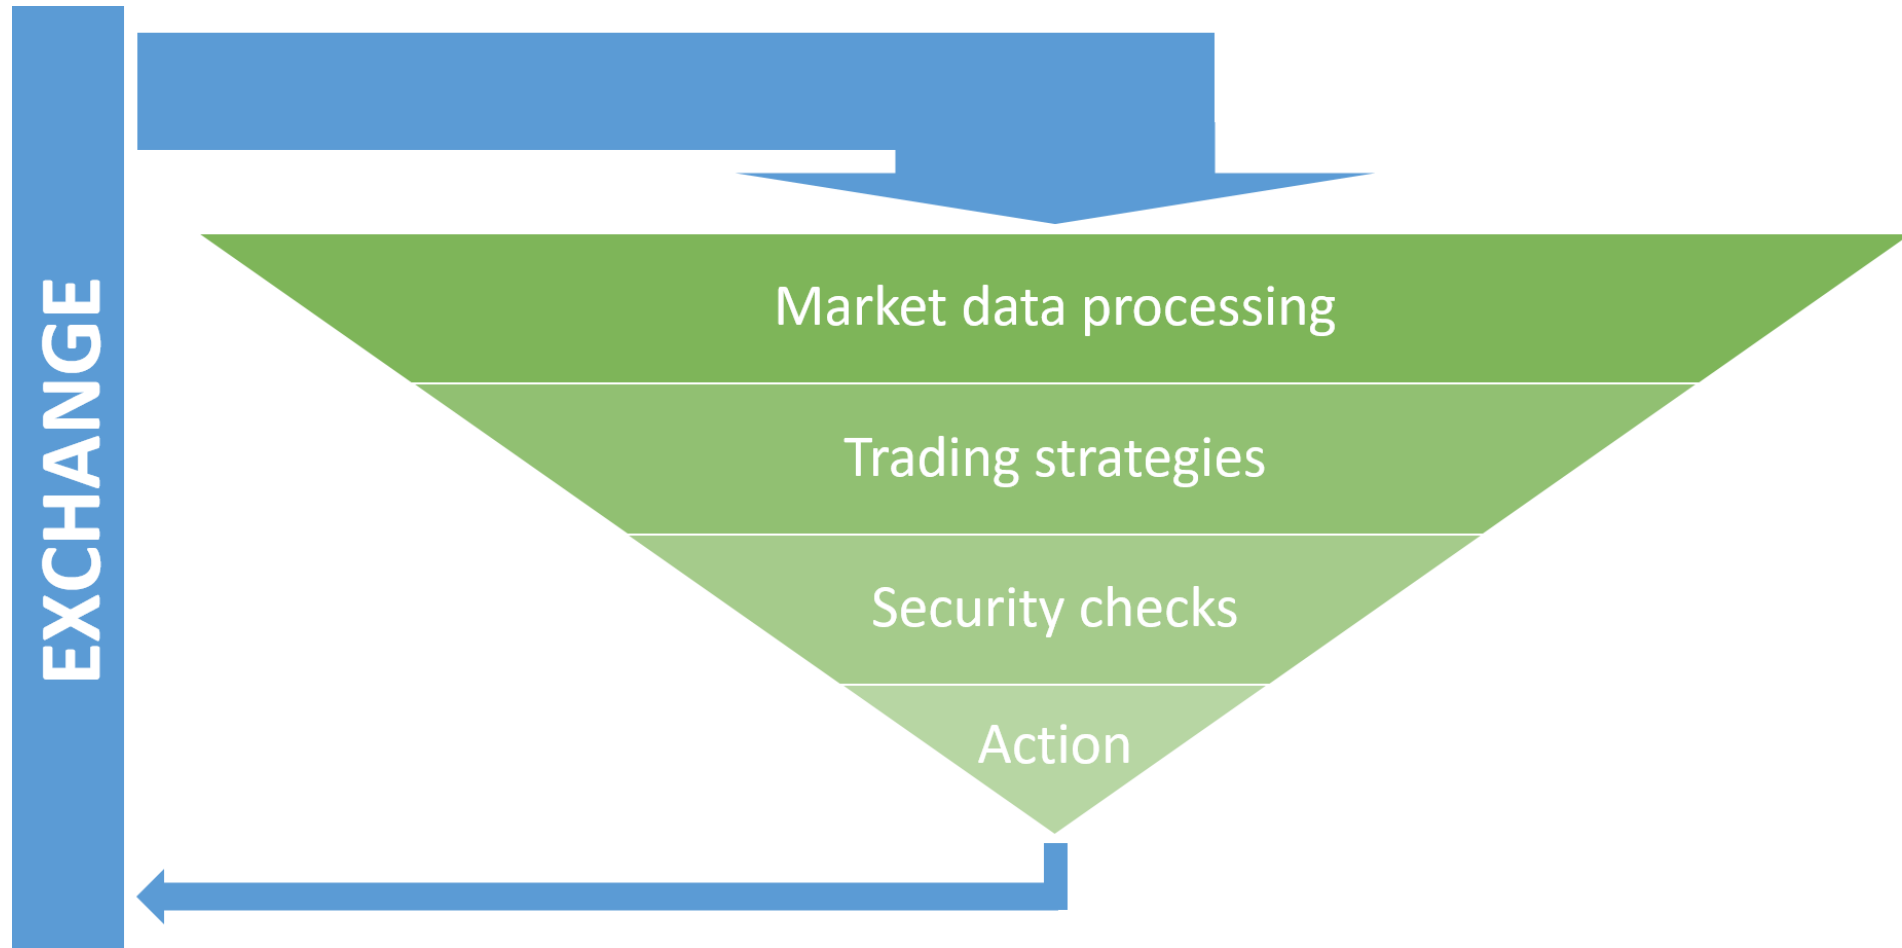 EXCHANGE
Market data processing
Trading strategies
Security checks
Action